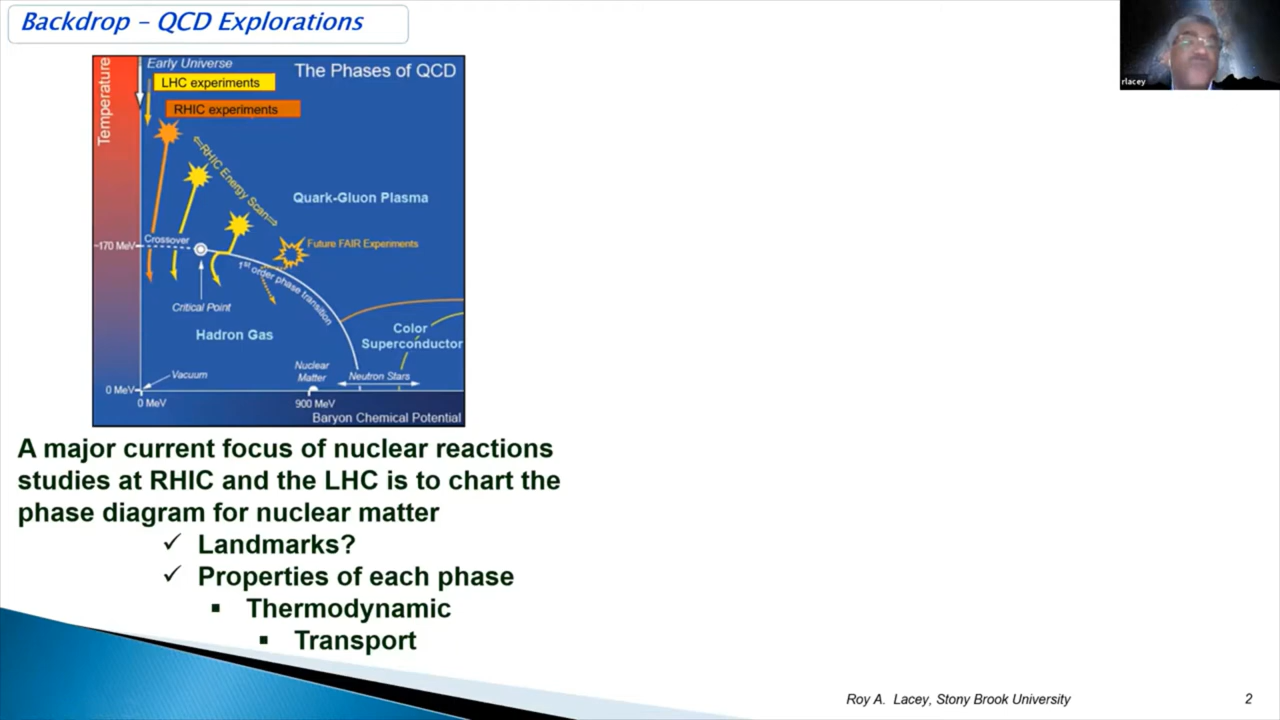 Backdrop – QCD Explorations
rlacey
Early Universe
The Phases of QCD
Temperature
LHC experiments
RHIC experiments
⇐RHIC Energy Scan⇒
Quark-Gluon Plasma
~170 MeV
Crossover
Future FAIR Experiments
1st order phase transition
Critical Point
Hadron Gas
Color
Superconductor
Nuclear
Matter
Vacuum
Neutron Stars
0 MeV
0 MeV
900 MeV
Baryon Chemical Potential
A major current focus of nuclear reactions
studies at RHIC and the LHC is to chart the
phase diagram for nuclear matter
✓ Landmarks?
✓ Properties of each phase
▪ Thermodynamic
▪ Transport
Roy A. Lacey, Stony Brook University
2